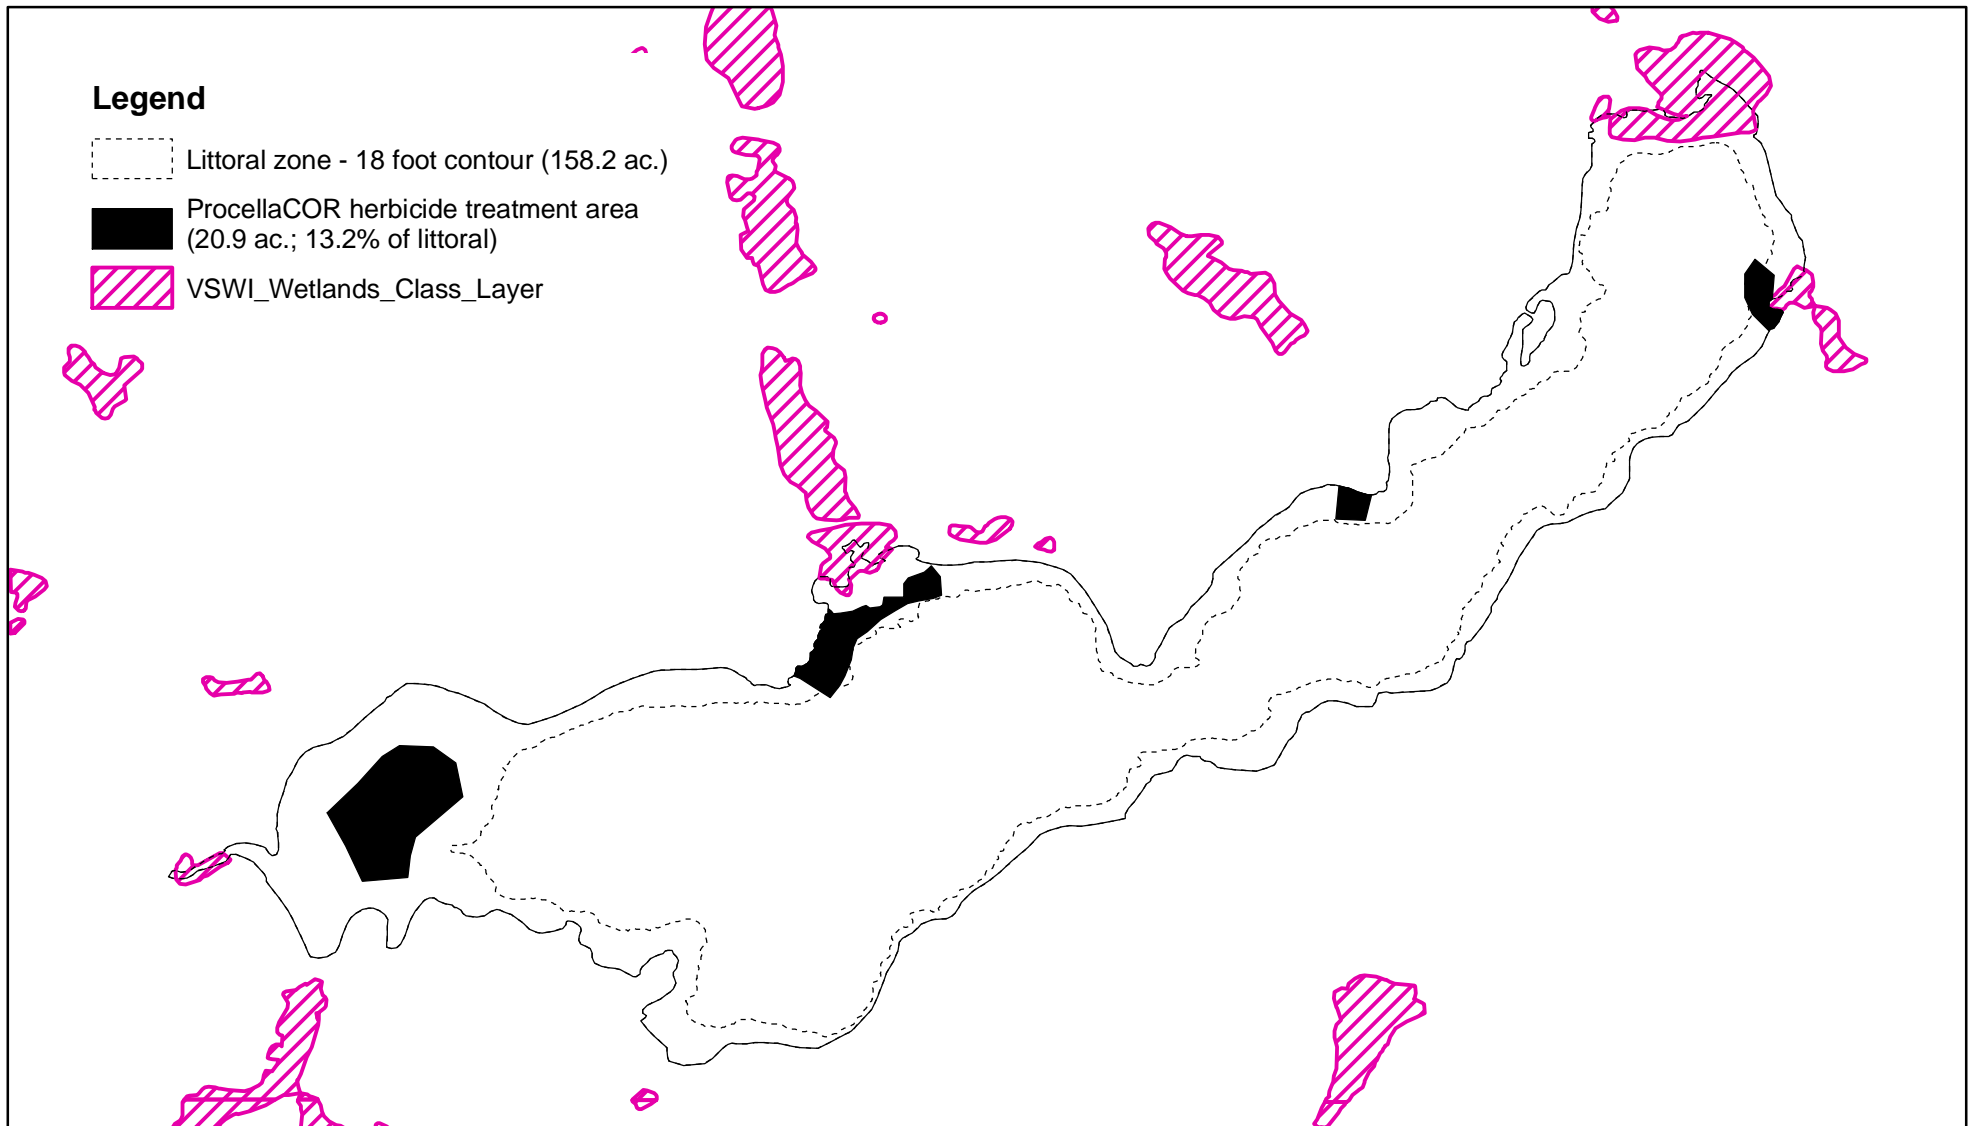 Legend
Littoral zone - 18 foot contour (158.2 ac.)
ProcellaCOR herbicide treatment area
(20.9 ac.; 13.2% of littoral)
VSWI_Wetlands_Class_Layer